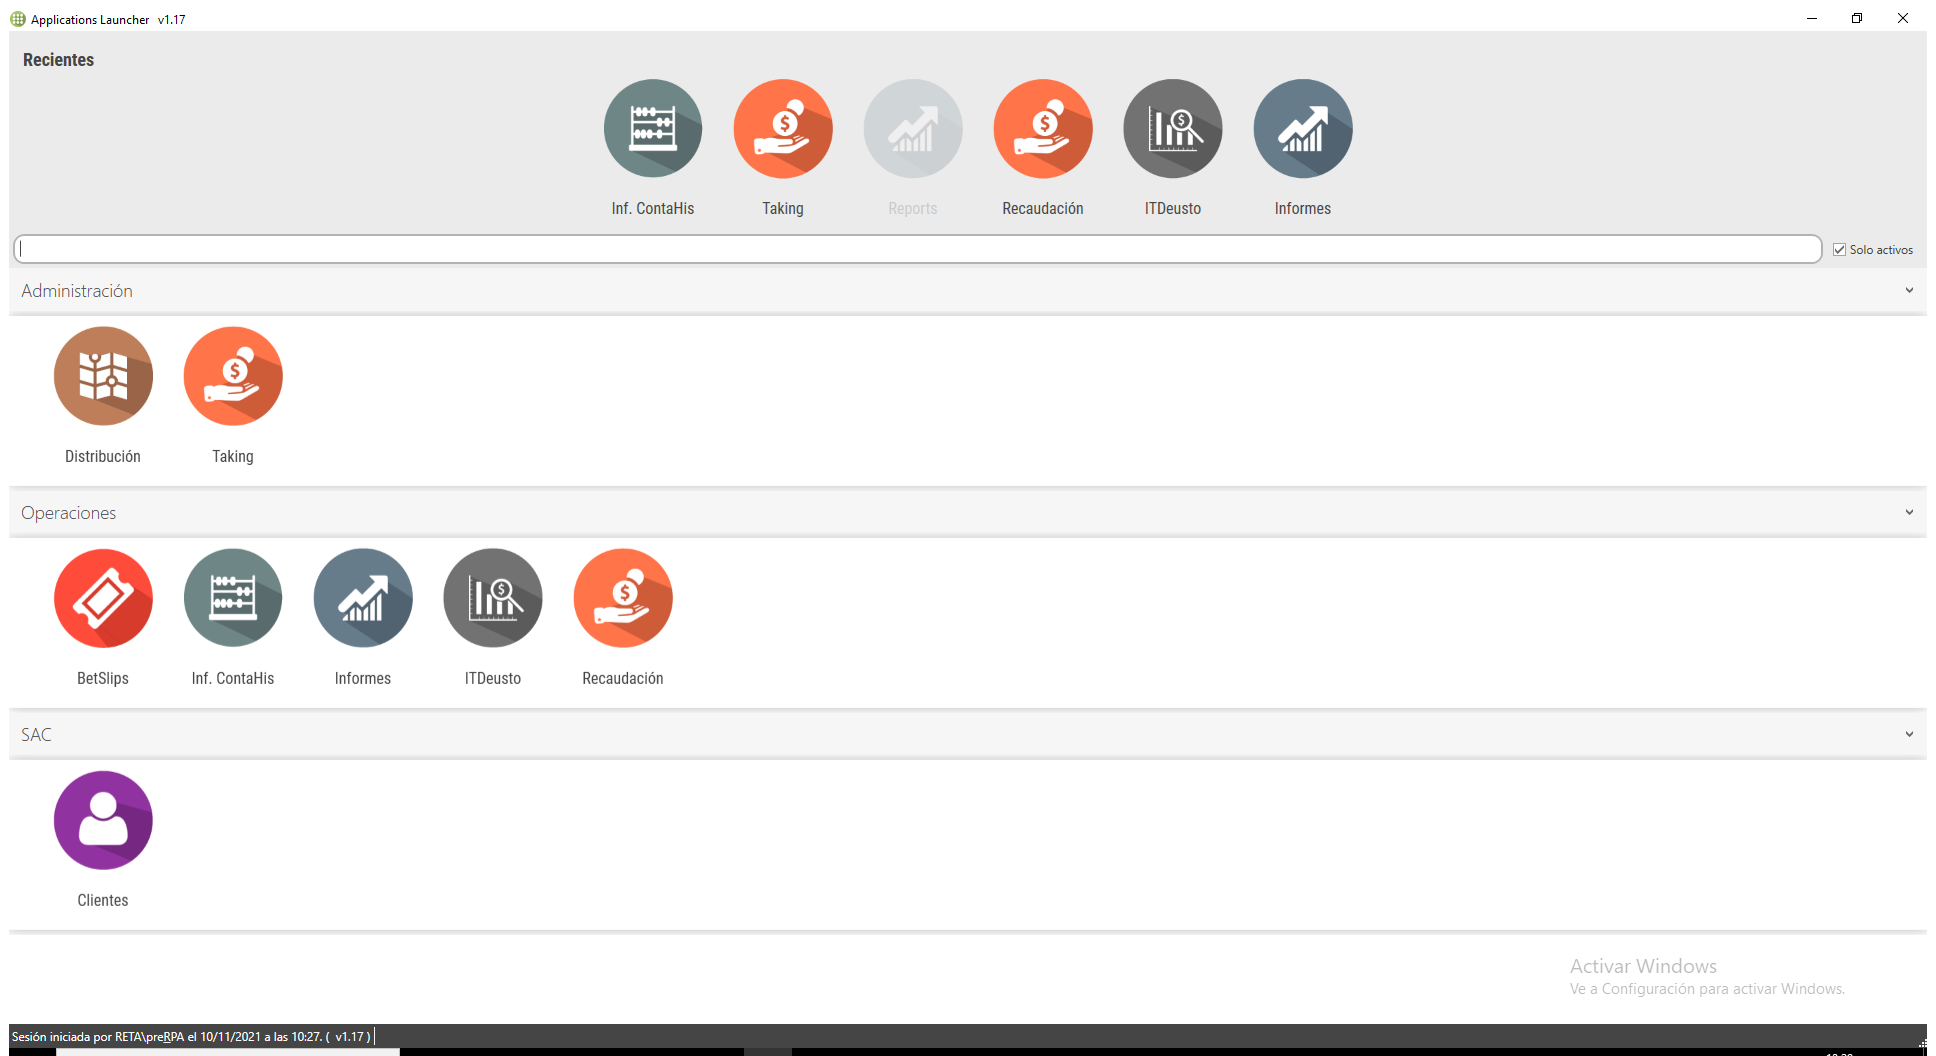 Applications Launcher v1.17
Recientes
Inf. ContaHis
Taking
Reports
Recaudación
ITDeusto
Informes
Solo activos
Administración
Distribución
Taking
Operaciones
BetSlips
Inf. ContaHis
Informes
ITDeusto
Recaudación
SAC
Clientes
Activar Windows
Ve a Configuración para activar Windows.
Sesión iniciada por RETA\preRPA el 10/11/2021 a las 10:27. ( v1.17 )